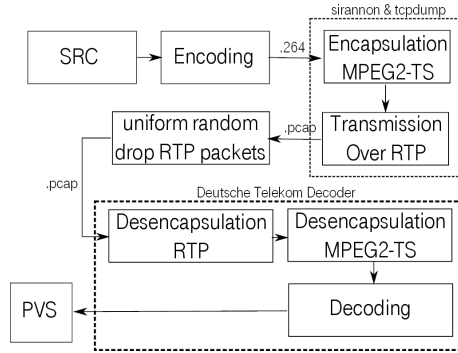 sirannon & tcpdump
SRC
Encoding
.264
Encapsulation
MPEG2-TS
uniform random
drop RTP packets
.pcap
Transmission
Over RTP
.pcap
Deutsche Telekom Decoder
Desencapsulation
RTP
Desencapsulation
MPEG2-TS
PVS
Decoding